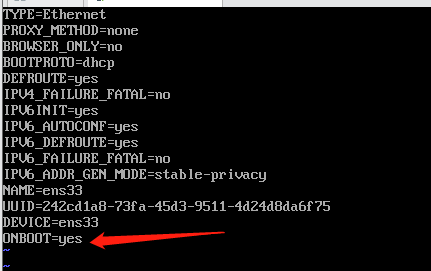 TYPE=Ethernet
PROXY_METHOD=none
BROWSER_ONLY=no
BOOTPROTO=dhcp
DEFROUTE=yes
IPV4_FAILURE_FATAL=no
IPV6INIT=yes
IPV6_AUTOCONF=yes
IPV6_DEFROUTE=yes
IPV6_FAILURE_FATAL=no
IPV6_ADDR_GEN_MODE=stable-privacy
NAME=ens33
UUID=242cd1a8-73fa-45d3-9511-4d24d8da6f75
DEVICE=ens33
ONBOOT=yes
~
~